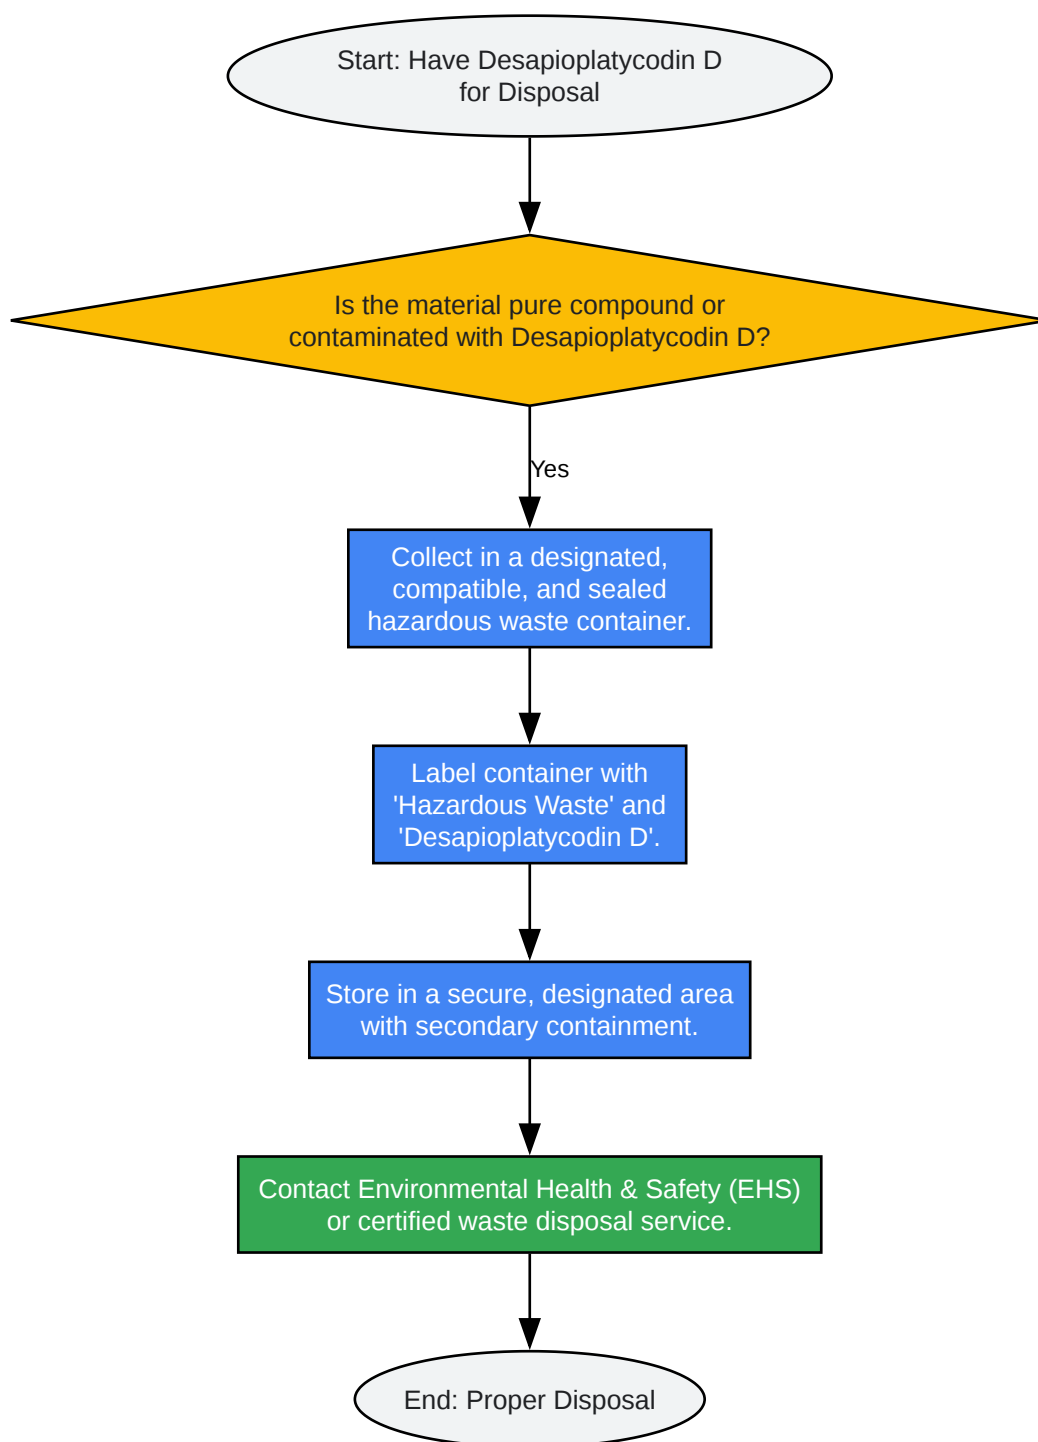 Start: Have Desapioplatycodin D
for Disposal
Is the material pure compound or
contaminated with Desapioplatycodin D?
Yes
Collect in a designated,
compatible, and sealed
hazardous waste container.
Label container with
'Hazardous Waste' and
'Desapioplatycodin D'.
Store in a secure, designated area
with secondary containment.
Contact Environmental Health & Safety (EHS)
or certified waste disposal service.
End: Proper Disposal